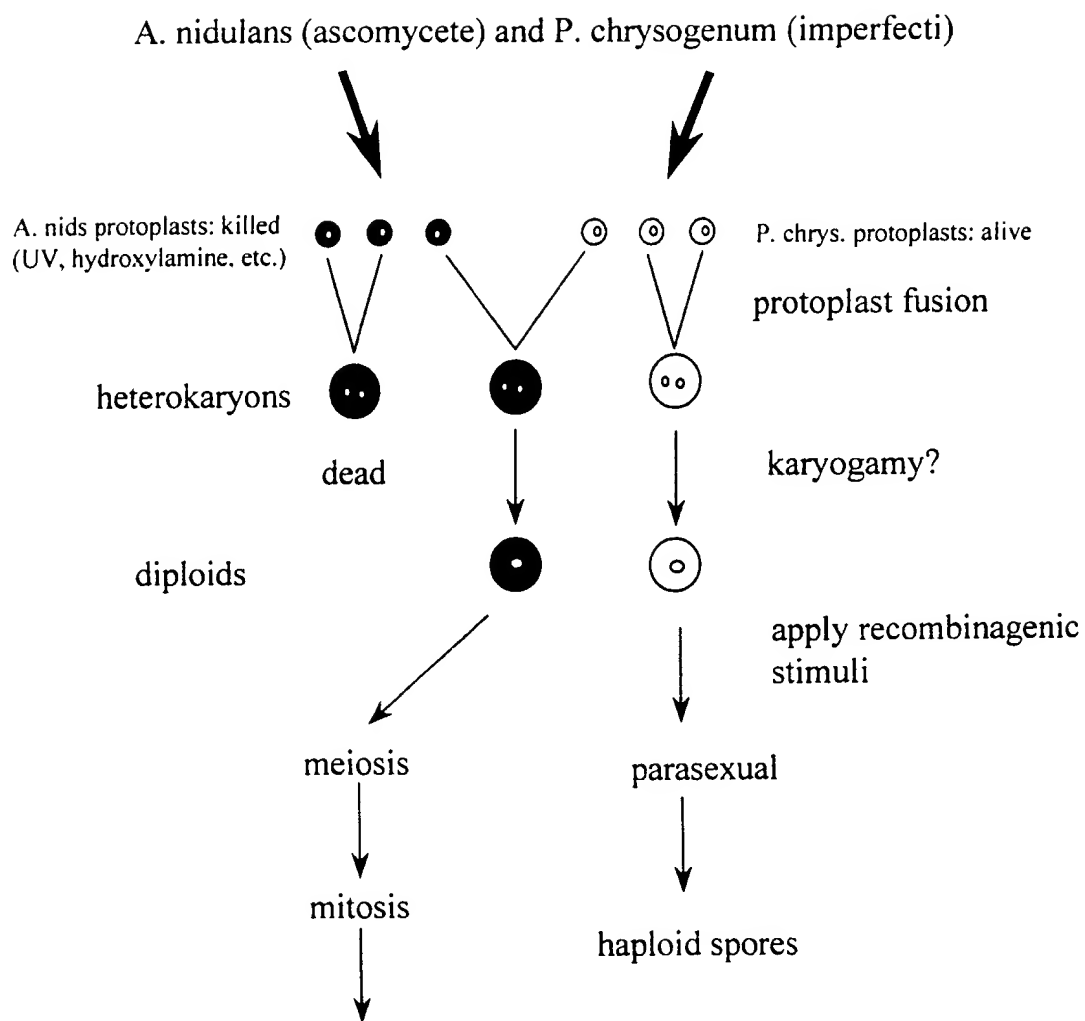 A. nidulans (ascomycete) and P. chrysogenum (imperfecti)
A. nids protoplasts: killed
(UV, hydroxylamine, etc.)
P. chrys. protoplasts: alive
protoplast fusion
heterokaryons
dead
karyogamy?
diploids
apply recombinagenic
stimuli
meiosis
parasexual
mitosis
haploid spores